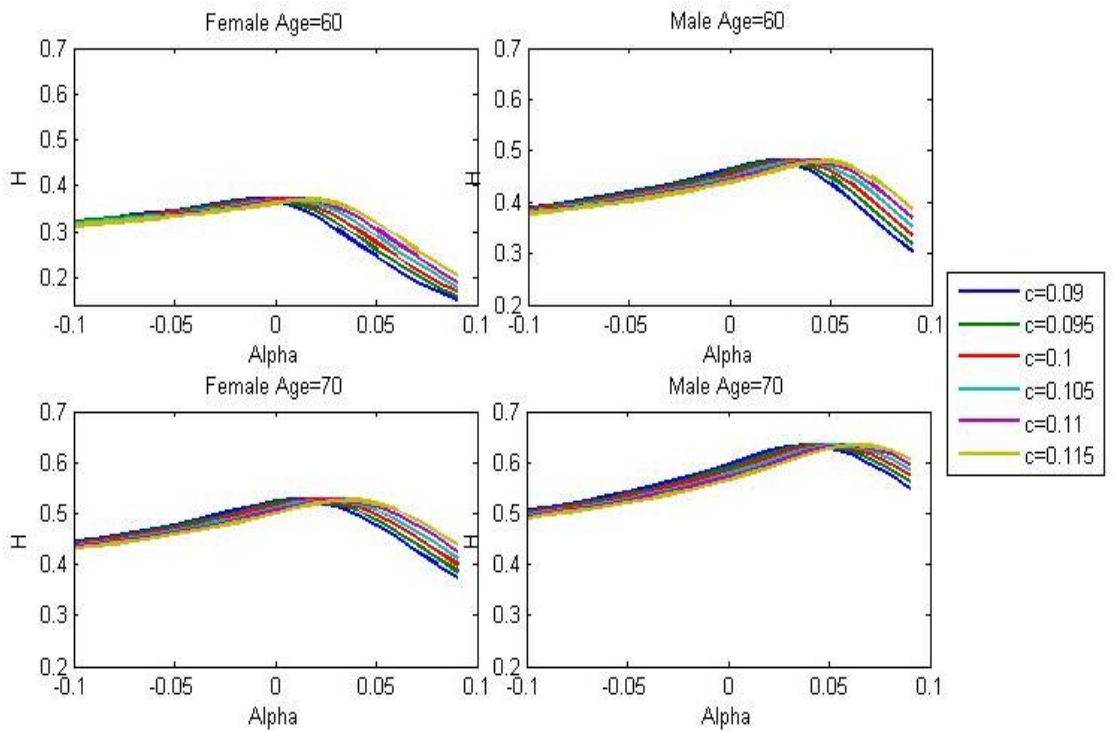 Female Age=60
0.7
0.6
0.5
0.4
0.3
0.2
H
-0.1
-0.05
0
0.05
0.1
Alpha
Male Age=60
0.7
0.6
0.5
0.4
0.3
0.2
H
-0.1
-0.05
0
0.05
0.1
Alpha
Female Age=70
0.7
0.6
0.5
0.4
0.3
0.2
H
-0.1
-0.05
0
0.05
0.1
Alpha
Male Age=70
0.7
0.6
0.5
0.4
0.3
0.2
H
-0.1
-0.05
0
0.05
0.1
Alpha
c=0.09
c=0.095
c=0.1
c=0.105
c=0.11
c=0.115